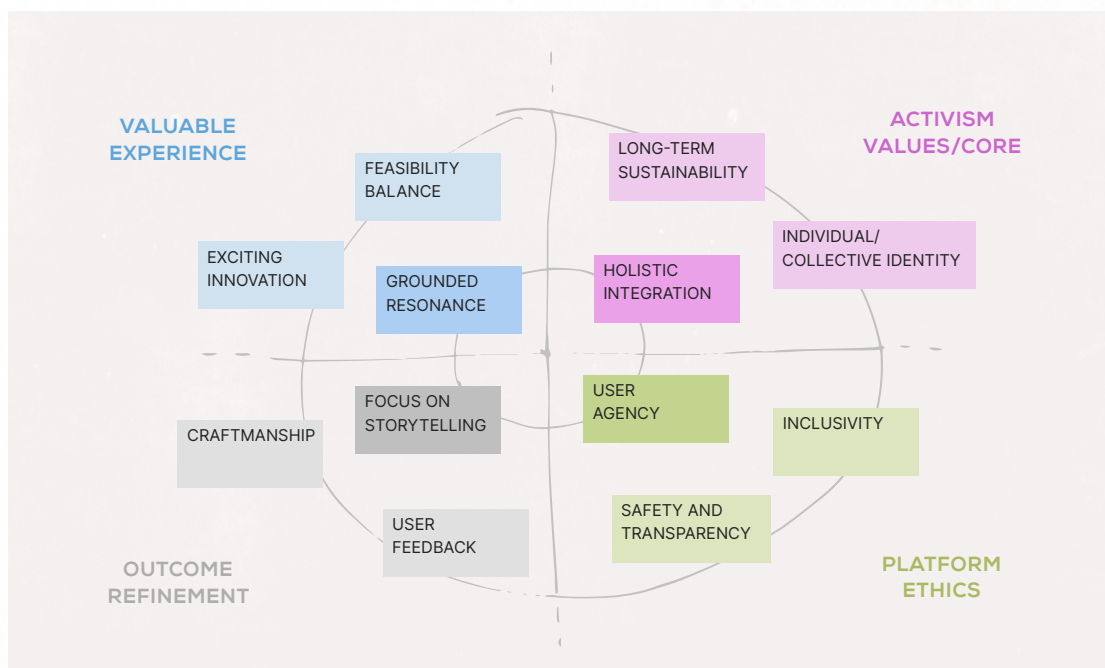 VALUABLE
EXPERIENCE
ACTIVISM
VALUES/CORE
FEASIBILITY
BALANCE
LONG-TERM
SUSTAINABILITY
EXCITING
INNOVATION
INDIVIDUAL/
COLLECTIVE IDENTITY
GROUNDED
RESONANCE
HOLISTIC
INTEGRATION
FOCUS ON
STORYTELLING
USER
AGENCY
CRAFTMANSHIP
INCLUSIVITY
USER
FEEDBACK
SAFETY AND
TRANSPARENCY
OUTCOME
REFINEMENT
PLATFORM
ETHICS